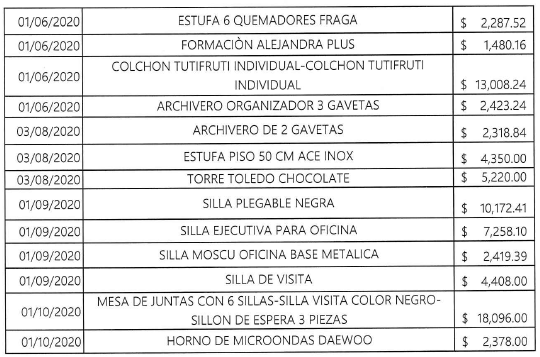 01/06/2020 ESTUFA 6 QUEMADORES FRAGA $ 2,287.52
01/06/2020 FORMACIÒN ALEJANDRA PLUS $ 1,480.16
01/06/2020 COLCHON TUTIFRUTI INDIVIDUAL-COLCHON TUTIFRUTI
INDIVIDUAL $ 13,008.24
01/06/2020 ARCHIVERO ORGANIZADOR 3 GAVETAS $ 2,423.24
03/08/2020 ARCHIVERO DE 2 GAVETAS $ 2,318.84
03/08/2020 ESTUFA PISO 50 CM ACE INOX $ 4,350.00
03/08/2020 TORRE TOLEDO CHOCOLATE $ 5,220.00
01/09/2020 SILLA PLEGABLE NEGRA $ 10,172.41
01/09/2020 SILLA EJECUTIVA PARA OFICINA $ 7,258.10
01/09/2020 SILLA MOSCU OFICINA BASE METALICA $ 2,419.39
01/09/2020 SILLA DE VISITA $ 4,408.00
01/10/2020 MESA DE JUNTAS CON 6 SILLAS-SILLA VISITA COLOR NEGRO-
SILLON DE ESPERA 3 PIEZAS $ 18,096.00
01/10/2020 HORNO DE MICROONDAS DAEWOO $ 2,378.00